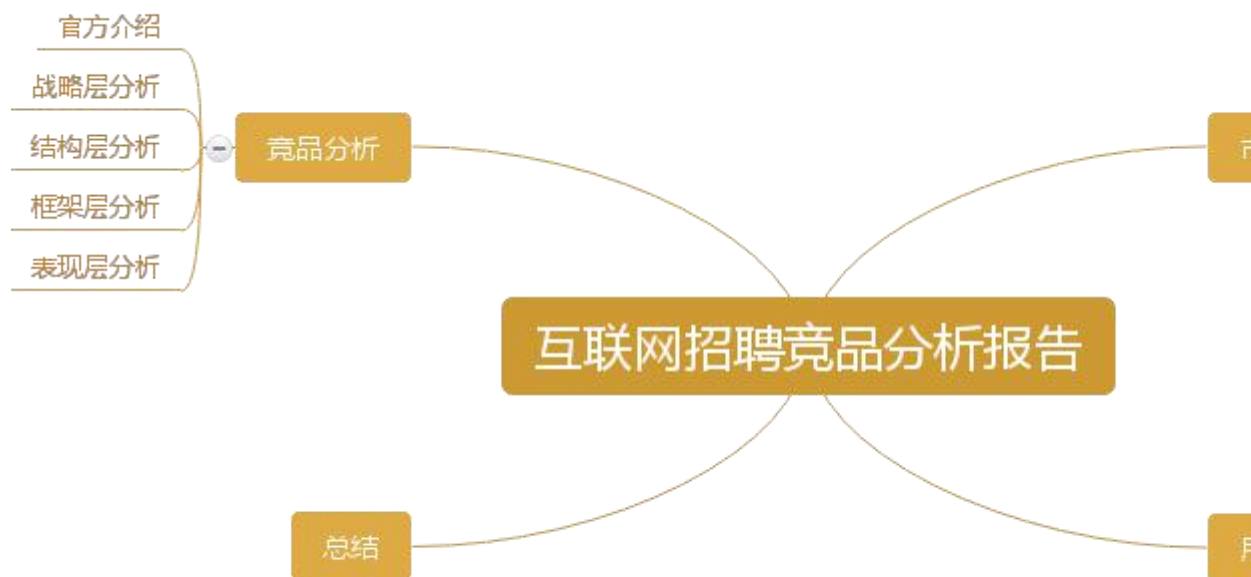 官方介绍
战略层分析
结构层分析
框架层分析
表现层分析
竞品分析
互联网招聘竞品分析报告
总结